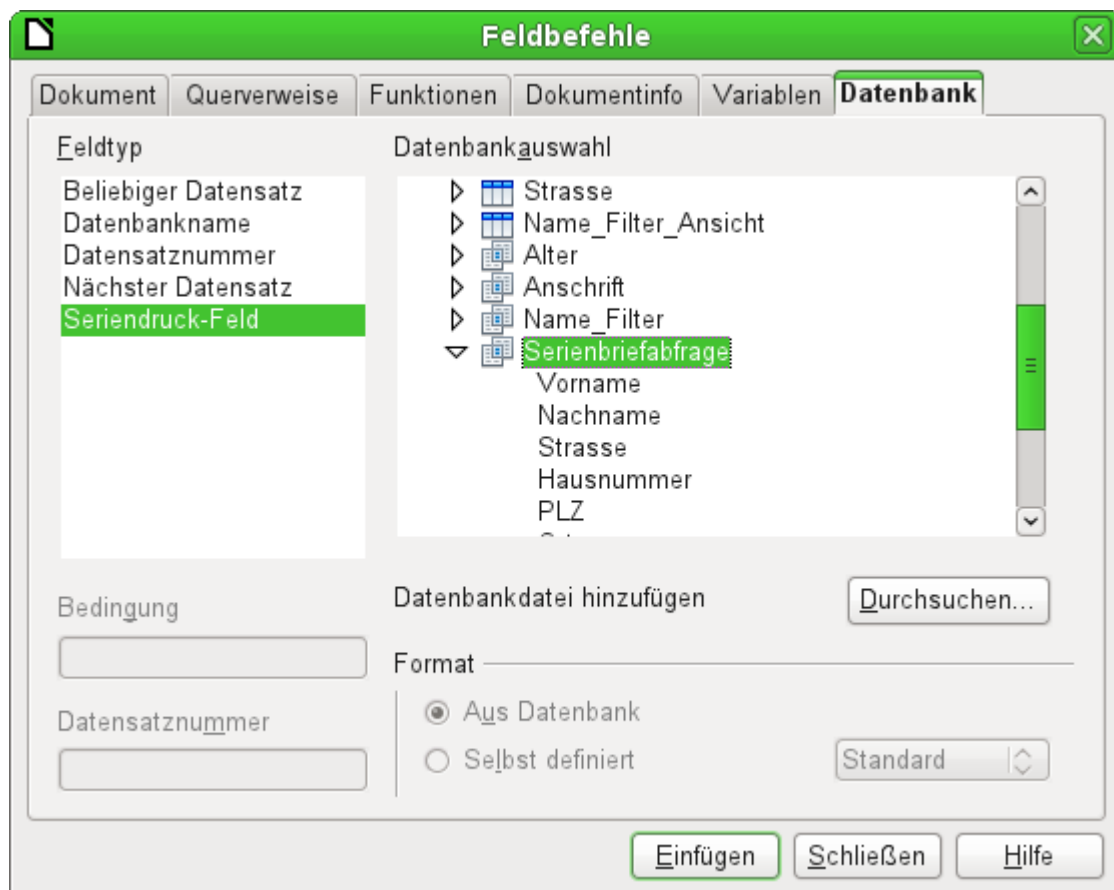 Feldbefehle
Dokument Querverweise Funktionen Dokumentinfo Variablen Datenbank
Feldtyp
Beliebiger Datensatz
Datenbankname
Datensatznummer
Nächster Datensatz
Seriendruck-Feld
Datenbankauswahl
Strasse
Name_Filter_Ansicht
Alter
Anschrift
Name_Filter
Serienbriefabfrage
Vorname
Nachname
Strasse
Hausnummer
PLZ
Bedingung
Datensatznummer
Datenbankdatei hinzufügen Durchsuchen...
Format
Aus Datenbank
Selbst definiert Standard
Einfügen Schließen Hilfe